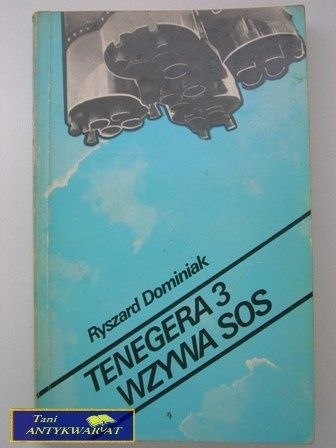 Ryszard Dominiak
TENEGERA 3
WZYWA SOS
Tani
ANTYKWARIAT